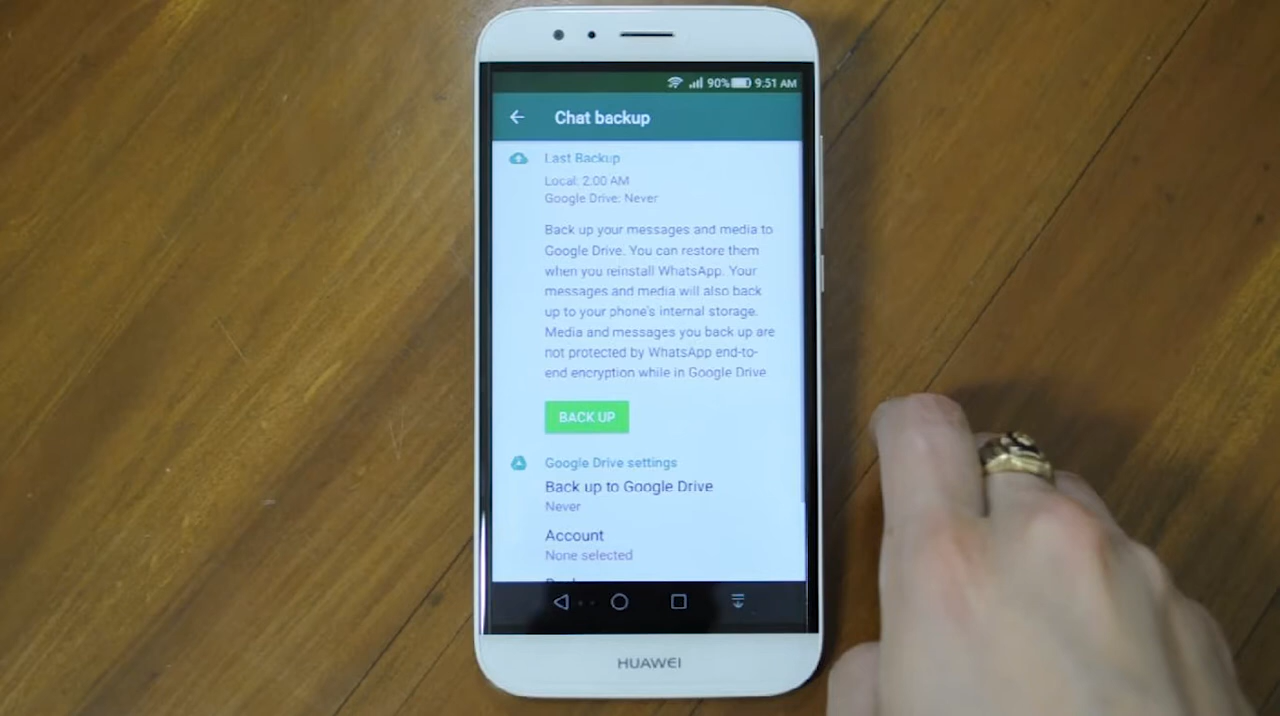 90% 9:51 AM
Chat backup
Last Backup
Local: 2:00 AM
Google Drive: Never
Back up your messages and media to
Google Drive. You can restore them
when you reinstall WhatsApp. Your
messages and media will also back
up to your phone's internal storage.
Media and messages you back up are
not protected by WhatsApp end-to-
end encryption while in Google Drive
BACK UP
Google Drive settings
Back up to Google Drive
Never
Account
None selected
HUAWEI